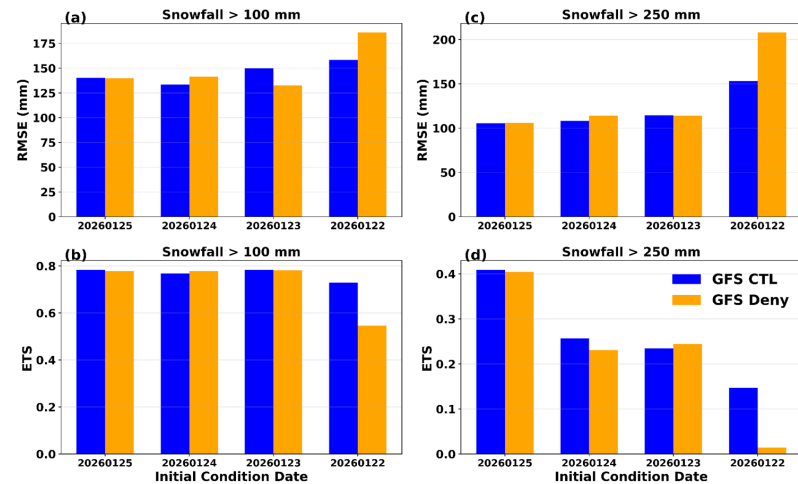 (a)
Snowfall > 100 mm
RMSE (mm)
175
150
125
100
75
50
25
0
20260125 20260124 20260123 20260122
(c)
Snowfall > 250 mm
RMSE (mm)
200
150
100
50
0
20260125 20260124 20260123 20260122
(b)
Snowfall > 100 mm
ETS
0.8
0.6
0.4
0.2
0.0
20260125 20260124 20260123 20260122
Initial Condition Date
(d)
Snowfall > 250 mm
GFS CTL
GFS Deny
ETS
0.4
0.3
0.2
0.1
0.0
20260125 20260124 20260123 20260122
Initial Condition Date